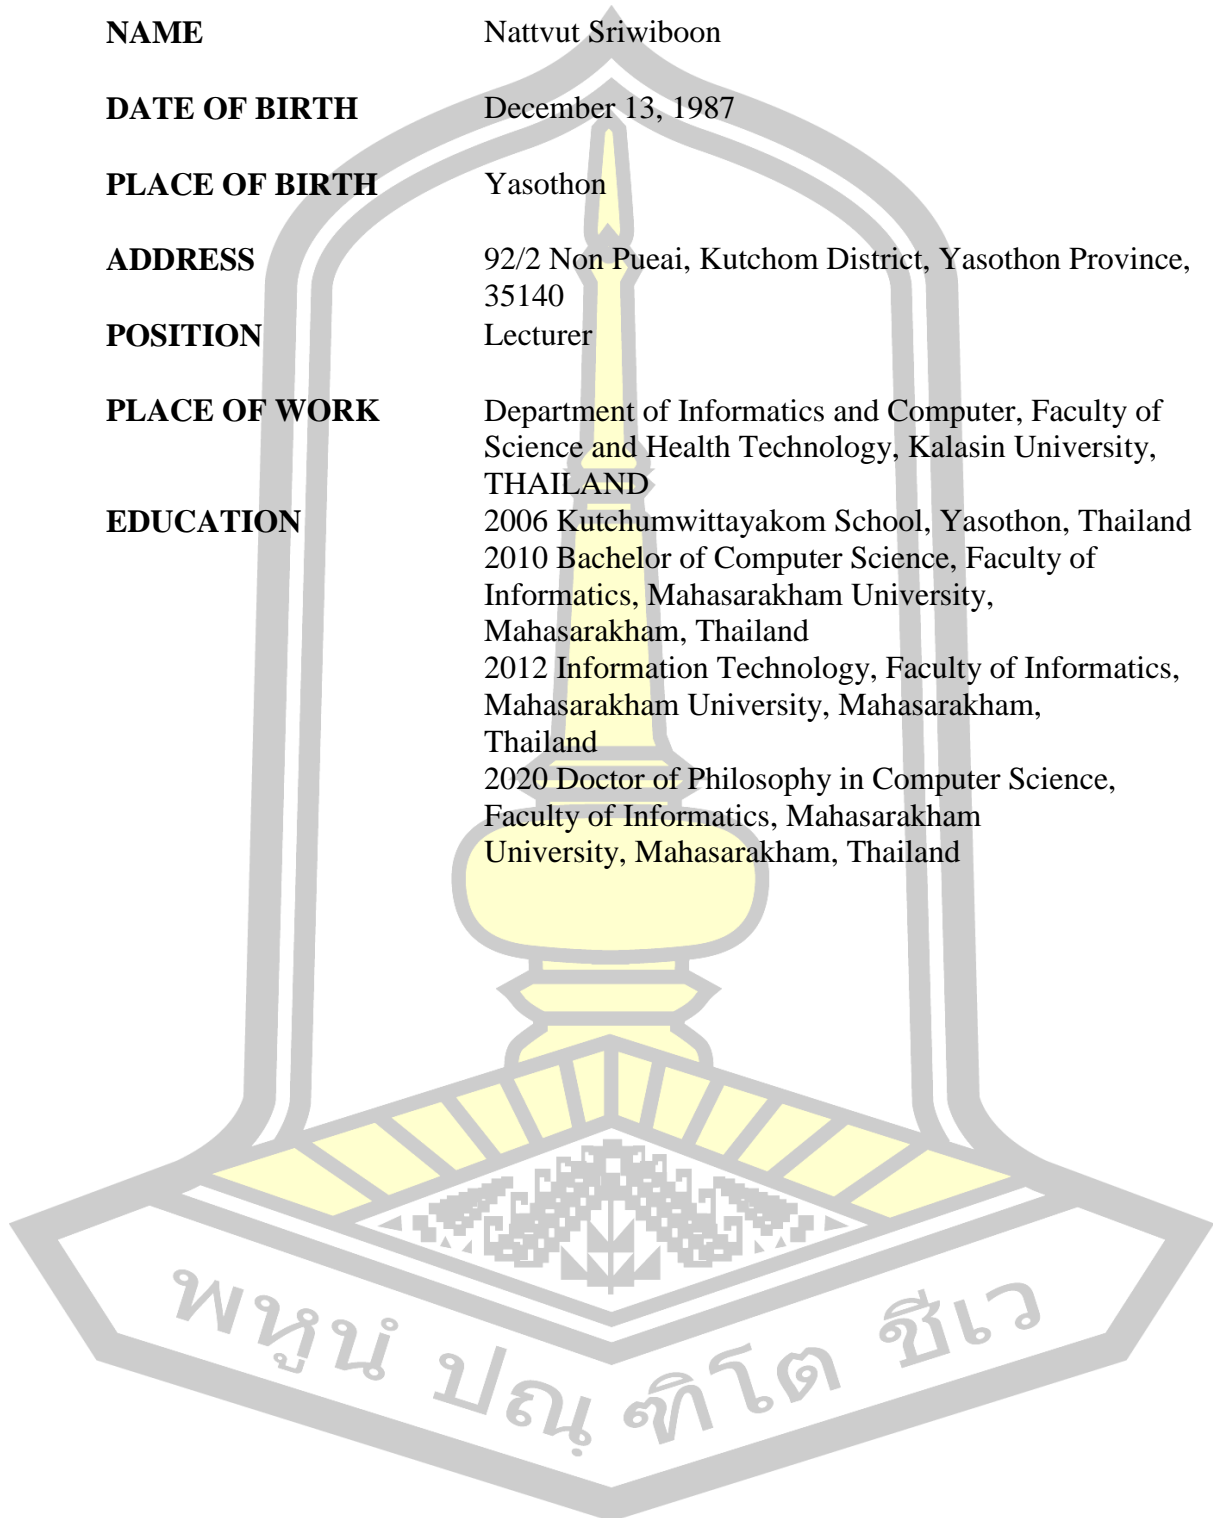 NAME Nattvut Sriwiboon
DATE OF BIRTH December 13, 1987
PLACE OF BIRTH Yasothon
ADDRESS 92/2 Non Pueai, Kutchom District, Yasothon Province,
35140
POSITION Lecturer
PLACE OF WORK Department of Informatics and Computer, Faculty of
Science and Health Technology, Kalasin University,
THAILAND
EDUCATION 2006 Kutchumwittayakom School, Yasothon, Thailand
2010 Bachelor of Computer Science, Faculty of
Informatics, Mahasarakham University,
Mahasarakham, Thailand
2012 Information Technology, Faculty of Informatics,
Mahasarakham University, Mahasarakham,
Thailand
2020 Doctor of Philosophy in Computer Science,
Faculty of Informatics, Mahasarakham
University, Mahasarakham, Thailand
พหูนํ ปณฺฑิโต ชีเว